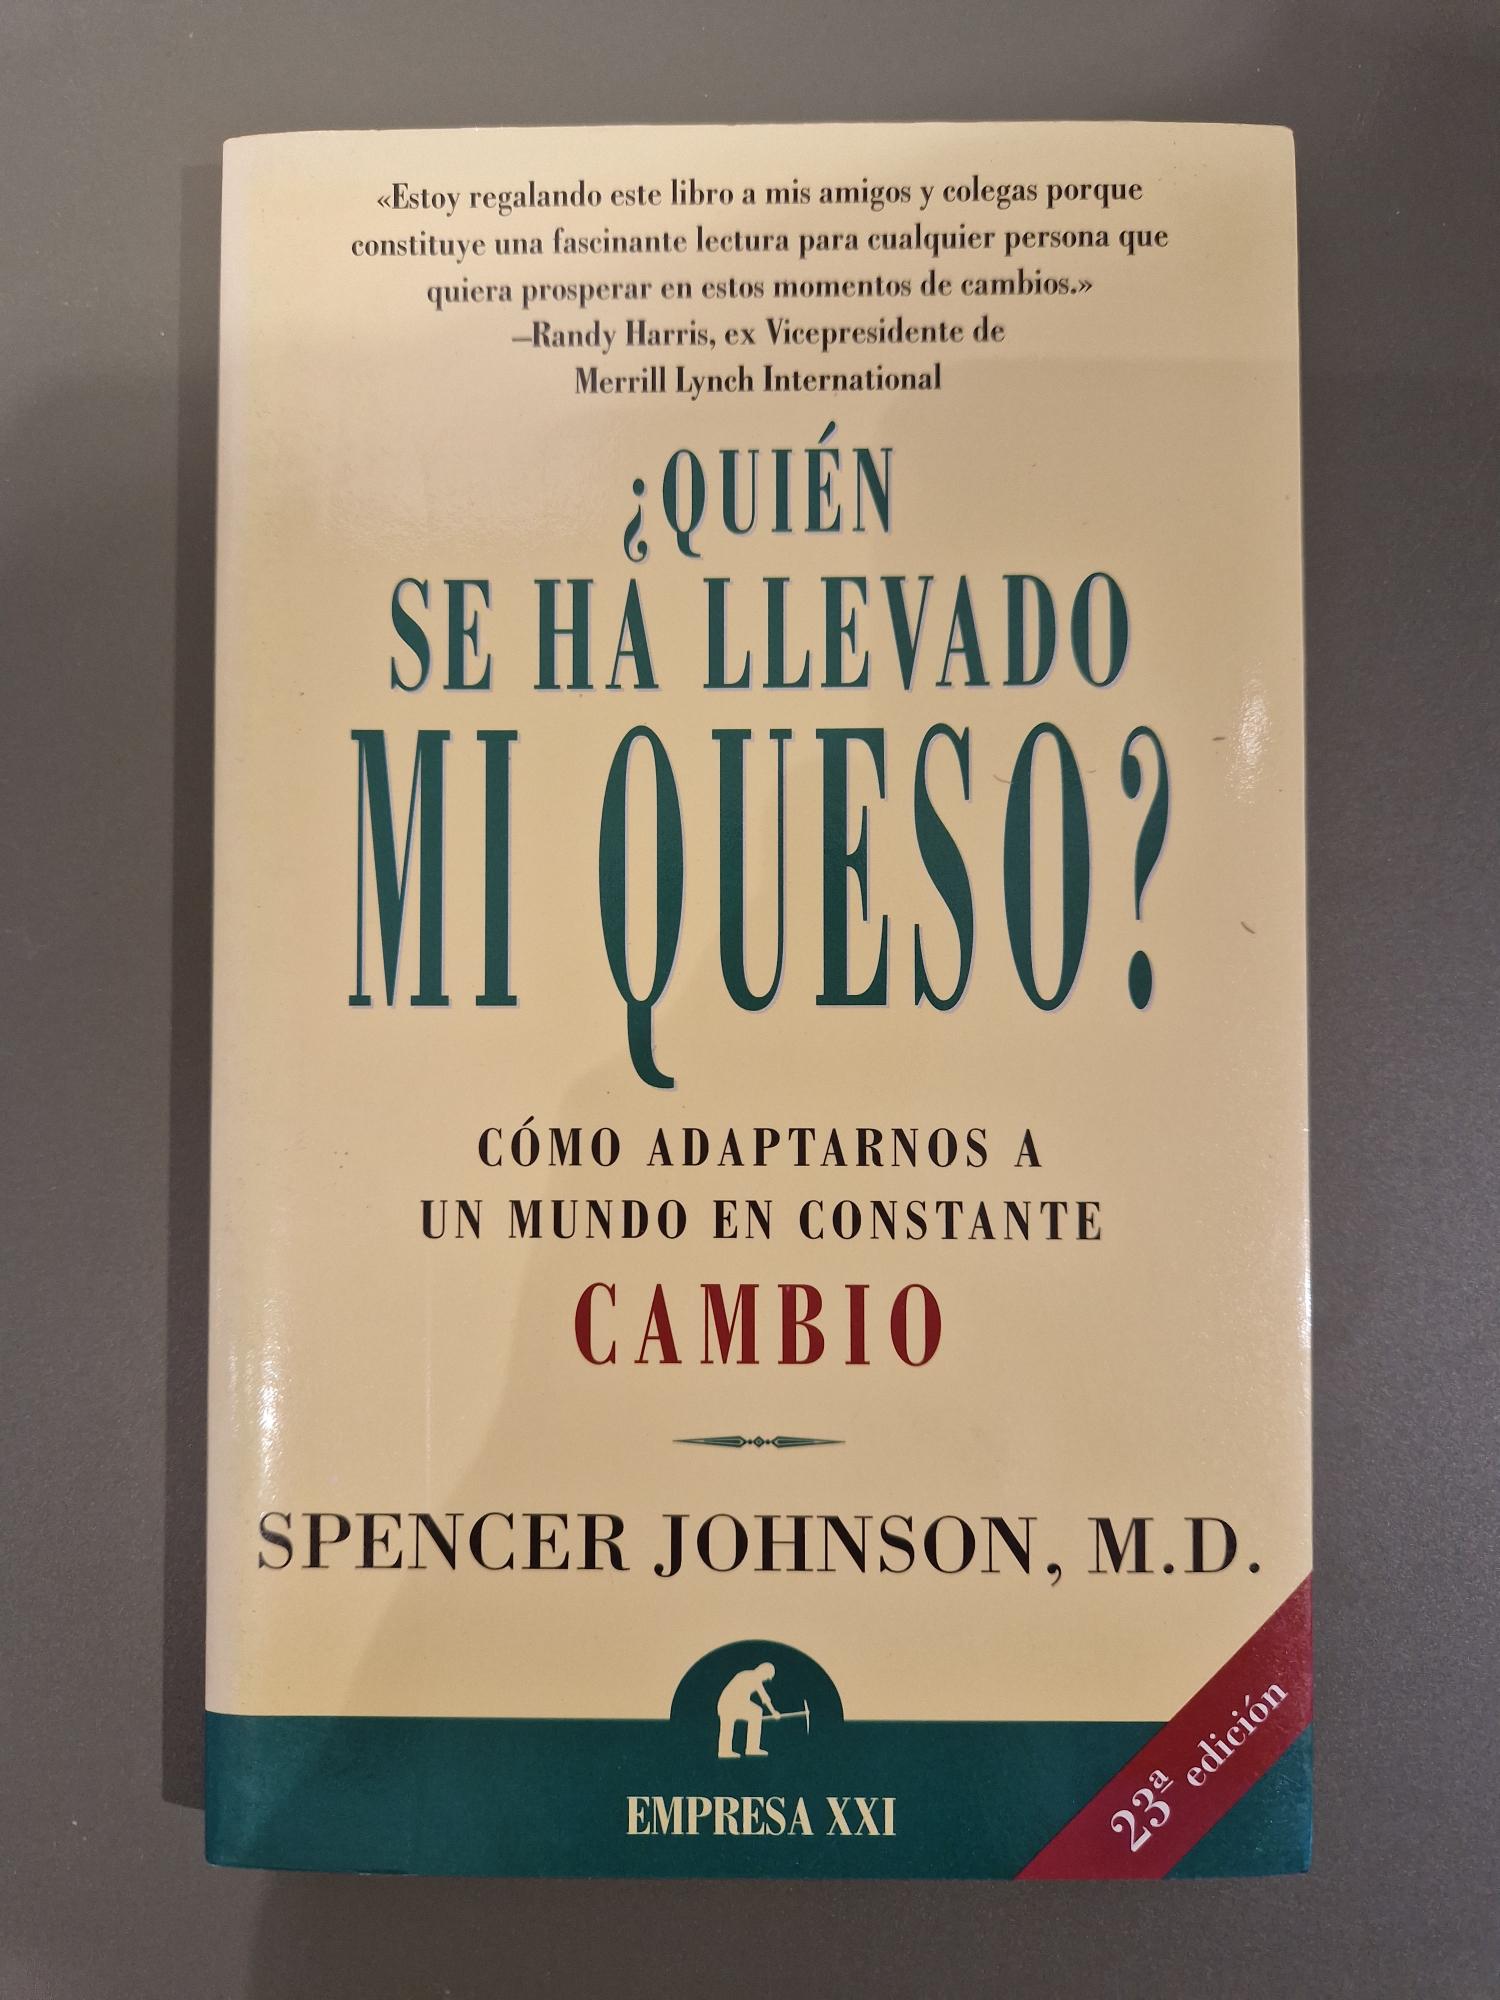 «Estoy regalando este libro a mis amigos y colegas porque
constituye una fascinante lectura para cualquier persona que
quiera prosperar en estos momentos de cambios.»
—Randy Harris, ex Vicepresidente de
Merrill Lynch International
¿QUIÉN
SE HA LLEVADO
MI QUESO?
CÓMO ADAPTARNOS A
UN MUNDO EN CONSTANTE
CAMBIO
SPENCER JOHNSON, M.D.
EMPRESA XXI
23ª edición